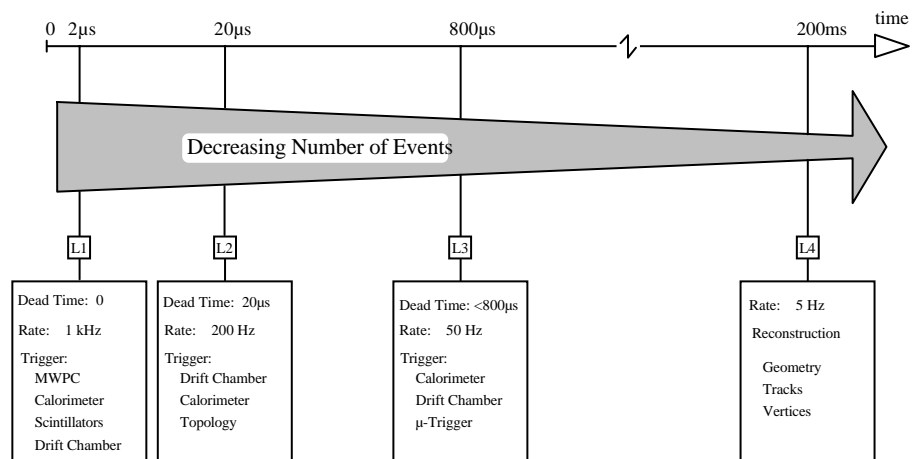 0 2µs 20µs 800µs 200ms time
Decreasing Number of Events
L1 L2 L3 L4
Dead Time: 0
Rate: 1 kHz
Trigger:
MWPC
Calorimeter
Scintillators
Drift Chamber
Dead Time: 20µs
Rate: 200 Hz
Trigger:
Drift Chamber
Calorimeter
Topology
Dead Time: <800µs
Rate: 50 Hz
Trigger:
Calorimeter
Drift Chamber
µ-Trigger
Rate: 5 Hz
Reconstruction
Geometry
Tracks
Vertices